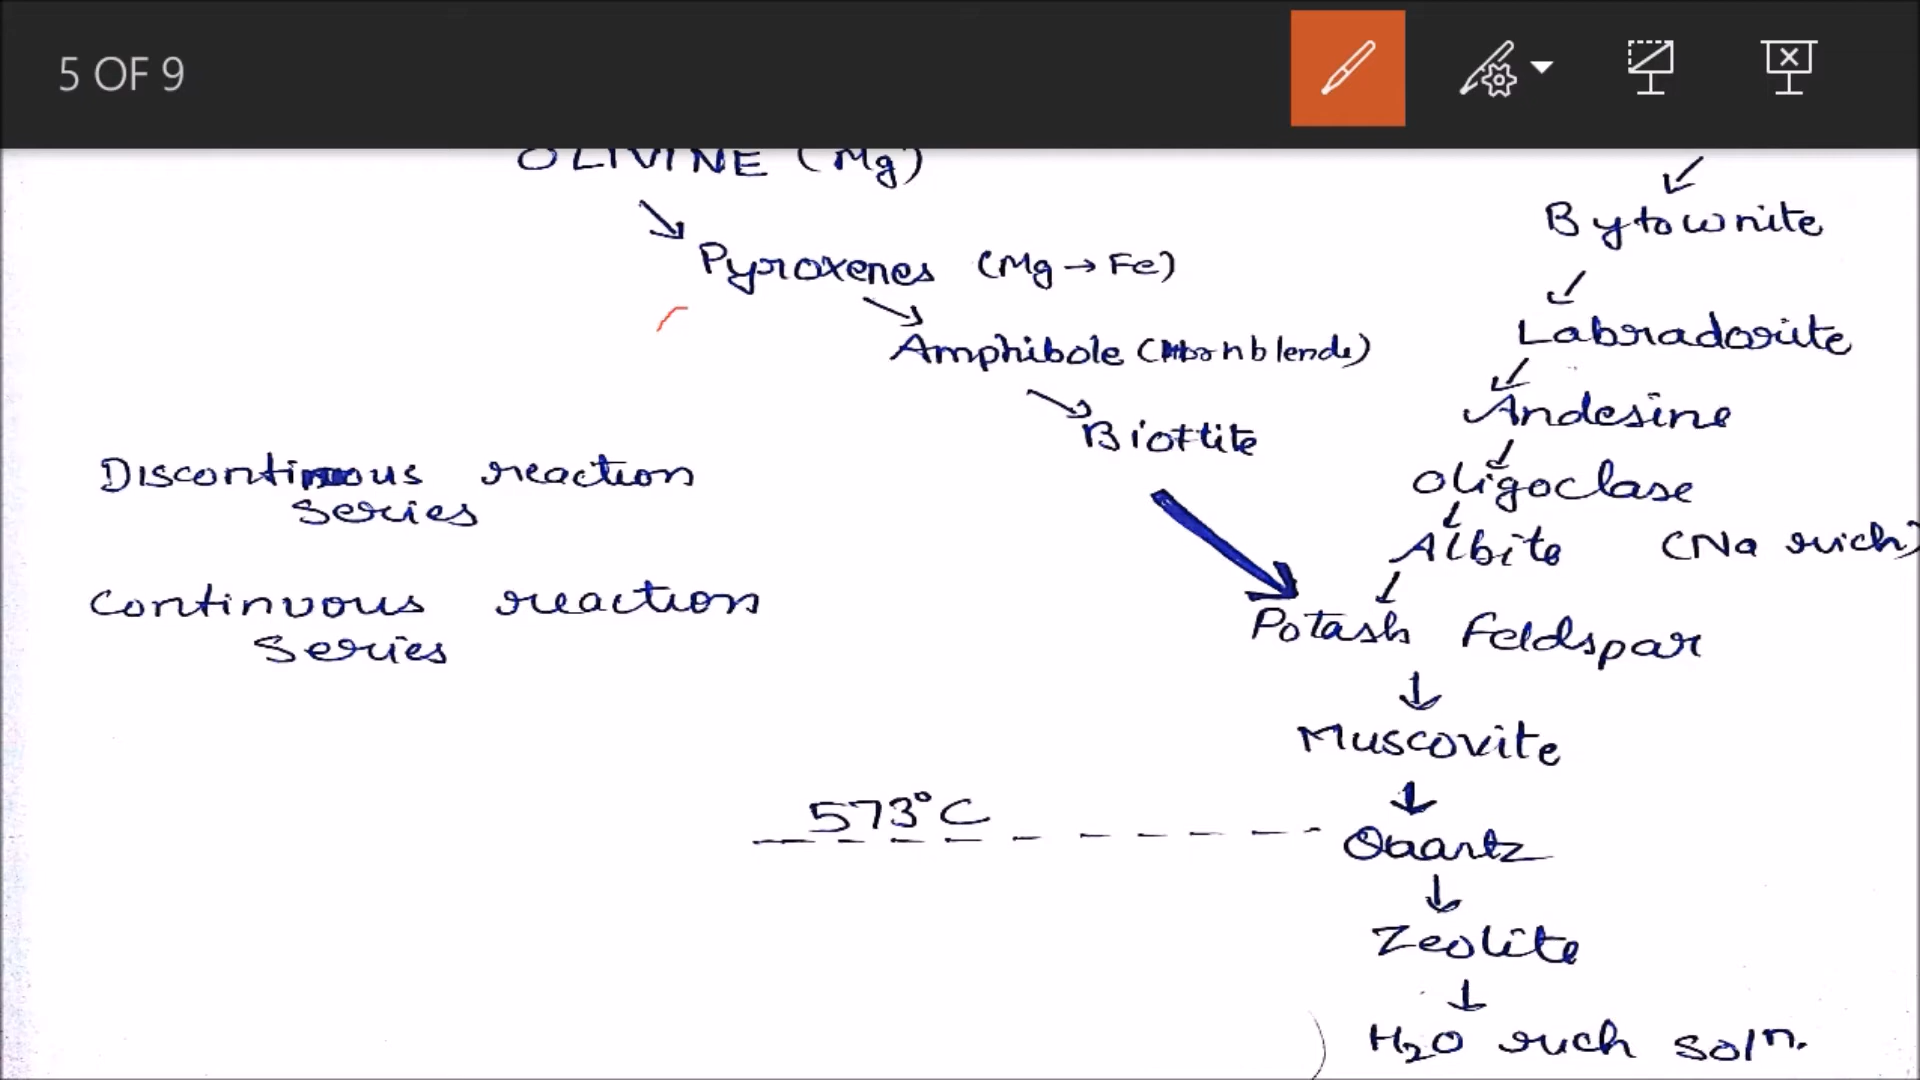 5 OF 9
OLIVINE (Mg)
Pyroxenes (Mg → Fe)
Amphibole (Hornblende)
Biottite
Bytownite
Labradorite
Andesine
Oligoclase
Albite (Na rich)
Discontinuous reaction
Series
Continuous reaction
Series
Potash Feldspar
Muscovite
573°C
Quartz
Zeolite
H2O rich soln.